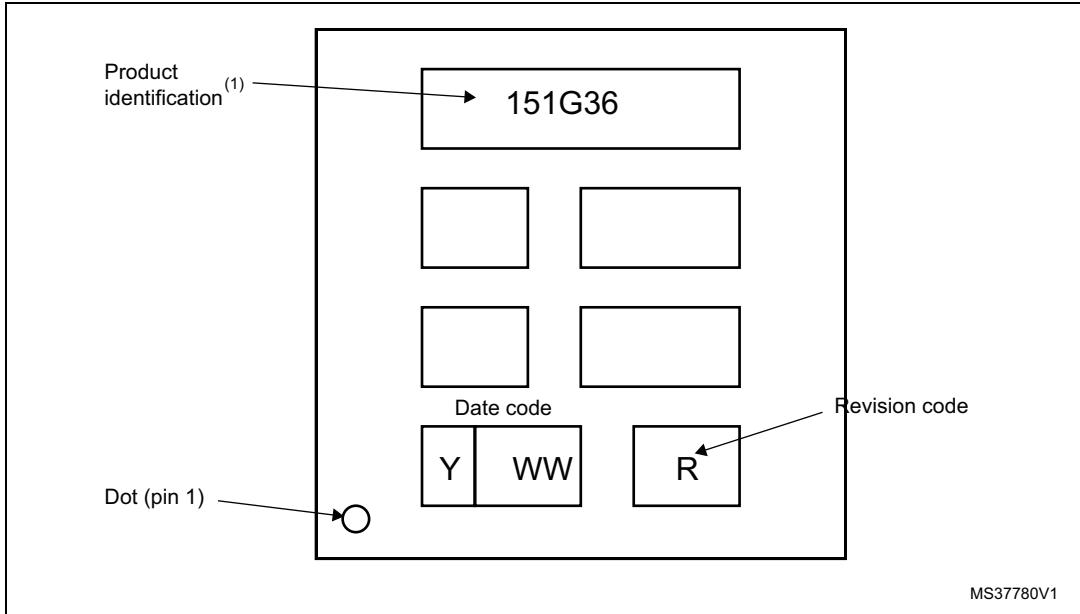 Product
identification(1)
151G36
Date code
Revision code
Y WW R
Dot (pin 1)
MS37780V1